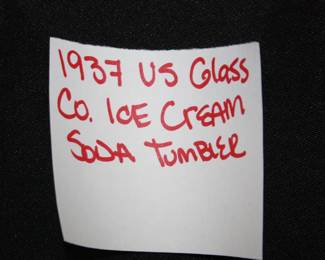 1937 US Glass
Co. ICE CREAM
SODA TUMBLER